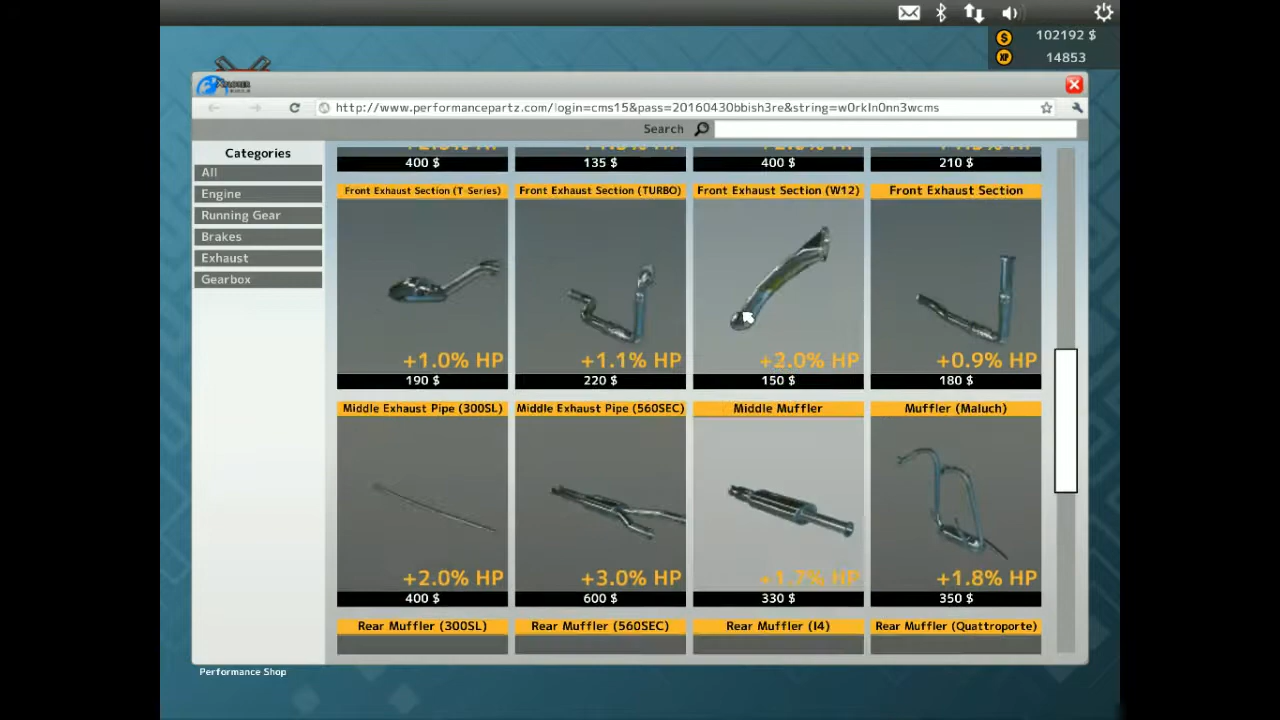 102192 $
14853
http://www.performancepartz.com/login=cms15&pass=20160430bbish3re&string=w0rkIn0nn3wcms
Search
Categories
All
Engine
Running Gear
Brakes
Exhaust
Gearbox
400 $ 135 $ 400 $ 210 $
Front Exhaust Section (T-Series) Front Exhaust Section (TURBO) Front Exhaust Section (W12) Front Exhaust Section
+1.0% HP +1.1% HP +2.0% HP +0.9% HP
190 $ 220 $ 150 $ 180 $
Middle Exhaust Pipe (300SL) Middle Exhaust Pipe (560SEC) Middle Muffler Muffler (Maluch)
+2.0% HP +3.0% HP +1.7% HP +1.8% HP
400 $ 600 $ 330 $ 350 $
Rear Muffler (300SL) Rear Muffler (560SEC) Rear Muffler (I4) Rear Muffler (Quattroporte)
Performance Shop